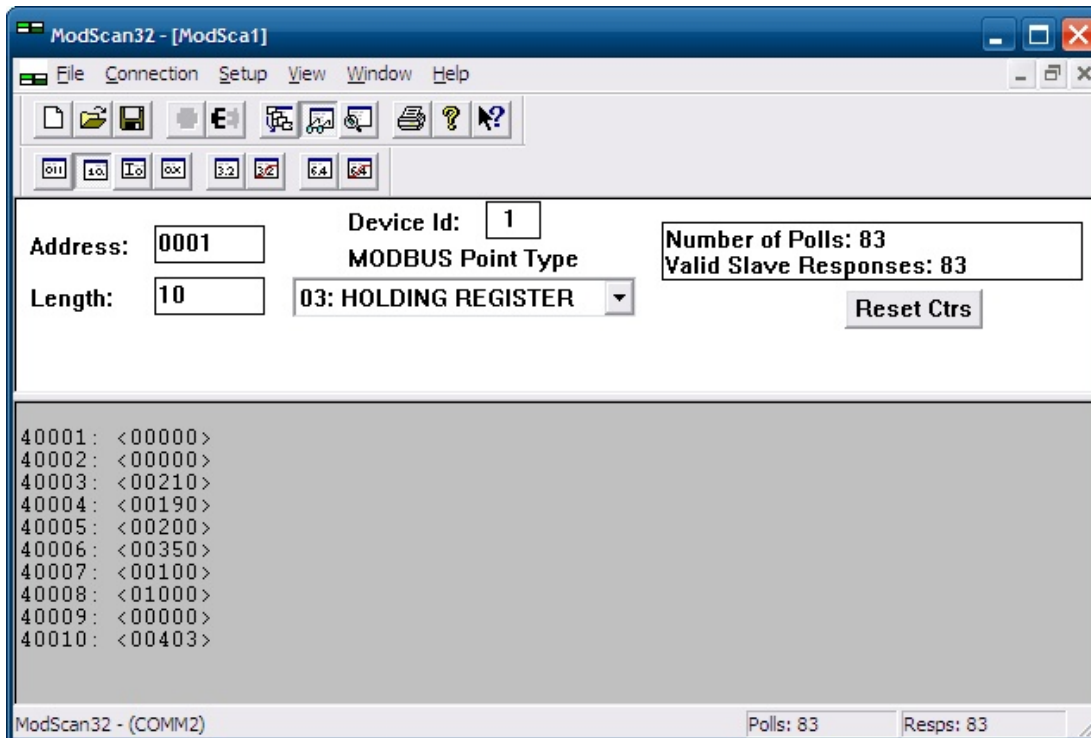 ModScan32 - [ModSca1]
File Connection Setup View Window Help
Address: 0001
Device Id: 1
MODBUS Point Type
Length: 10
03: HOLDING REGISTER
Number of Polls: 83
Valid Slave Responses: 83
Reset Ctrs
40001: <00000>
40002: <00000>
40003: <00210>
40004: <00190>
40005: <00200>
40006: <00350>
40007: <00100>
40008: <01000>
40009: <00000>
40010: <00403>
ModScan32 - (COMM2)
Polls: 83
Resps: 83